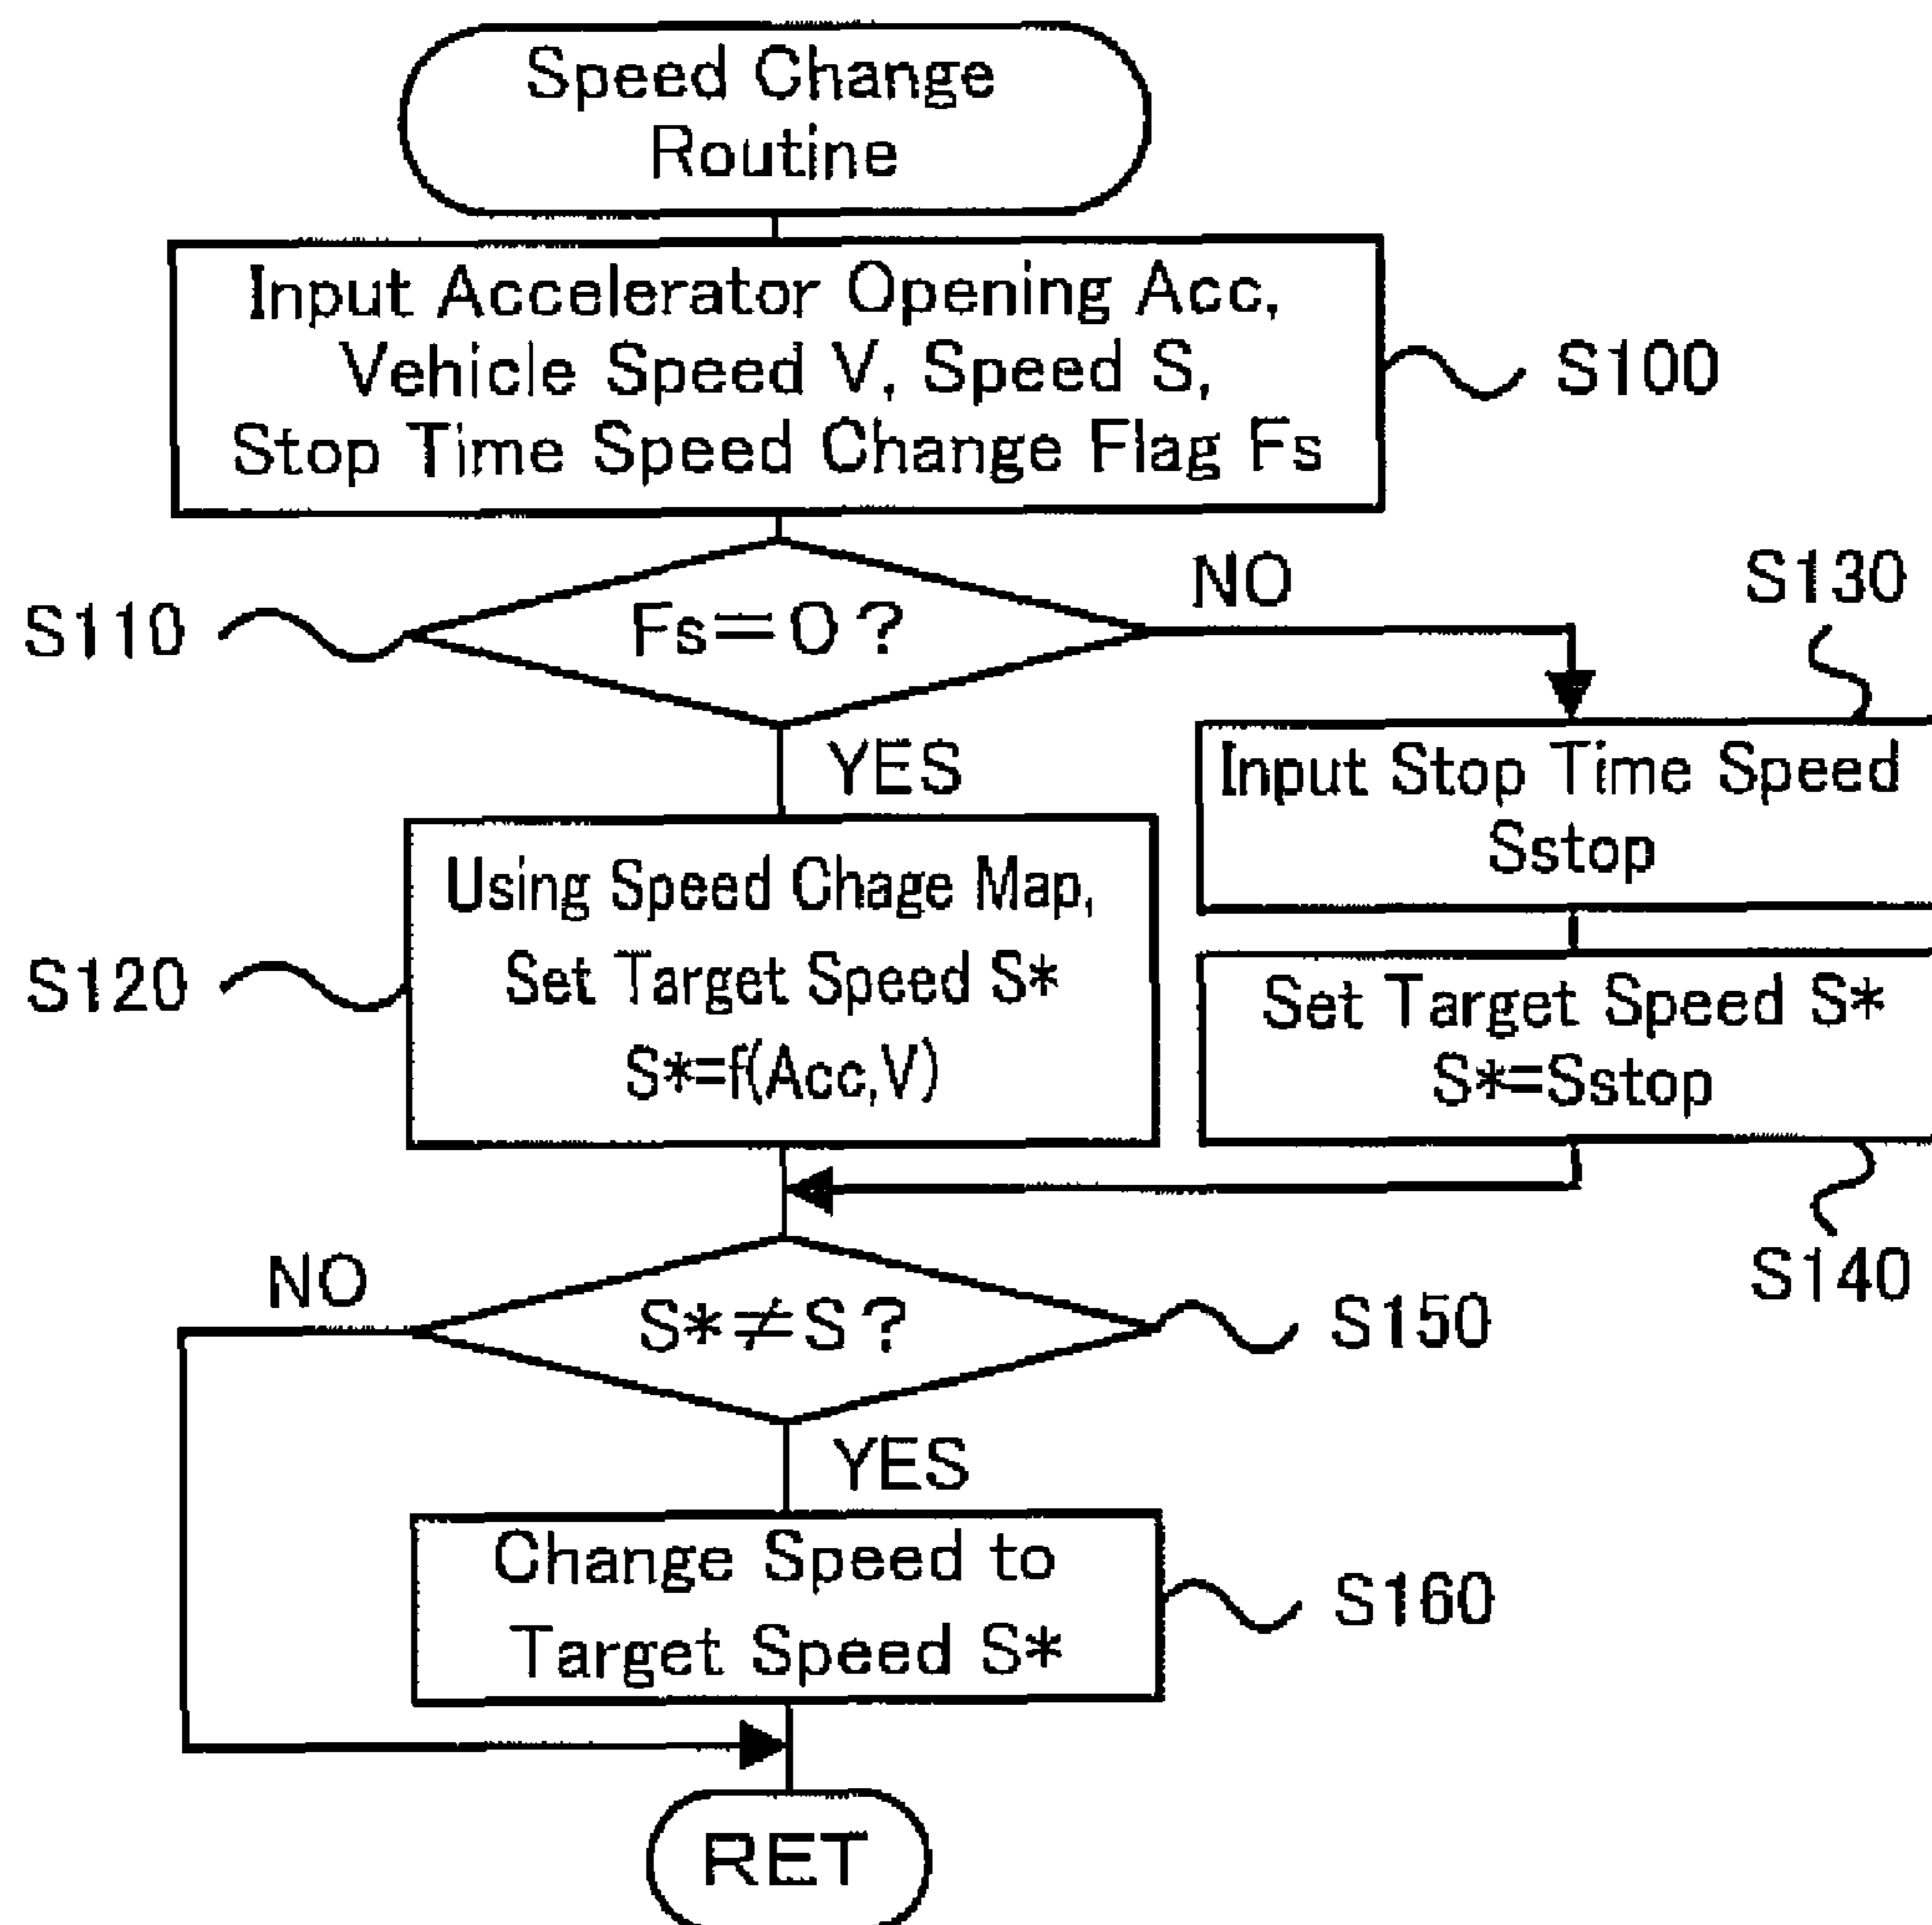 Speed Change
Routine
Input Accelerator Opening Acc,
Vehicle Speed V, Speed S,
Stop Time Speed Change Flag Fs
S100
S110
Fs=0?
NO
S130
YES
Input Stop Time Speed
Sstop
Using Speed Chage Map,
Set Target Speed S*
S*=f(Acc,V)
S120
Set Target Speed S*
S*=Sstop
S140
NO
S*≠S?
S150
YES
Change Speed to
Target Speed S*
S160
RET